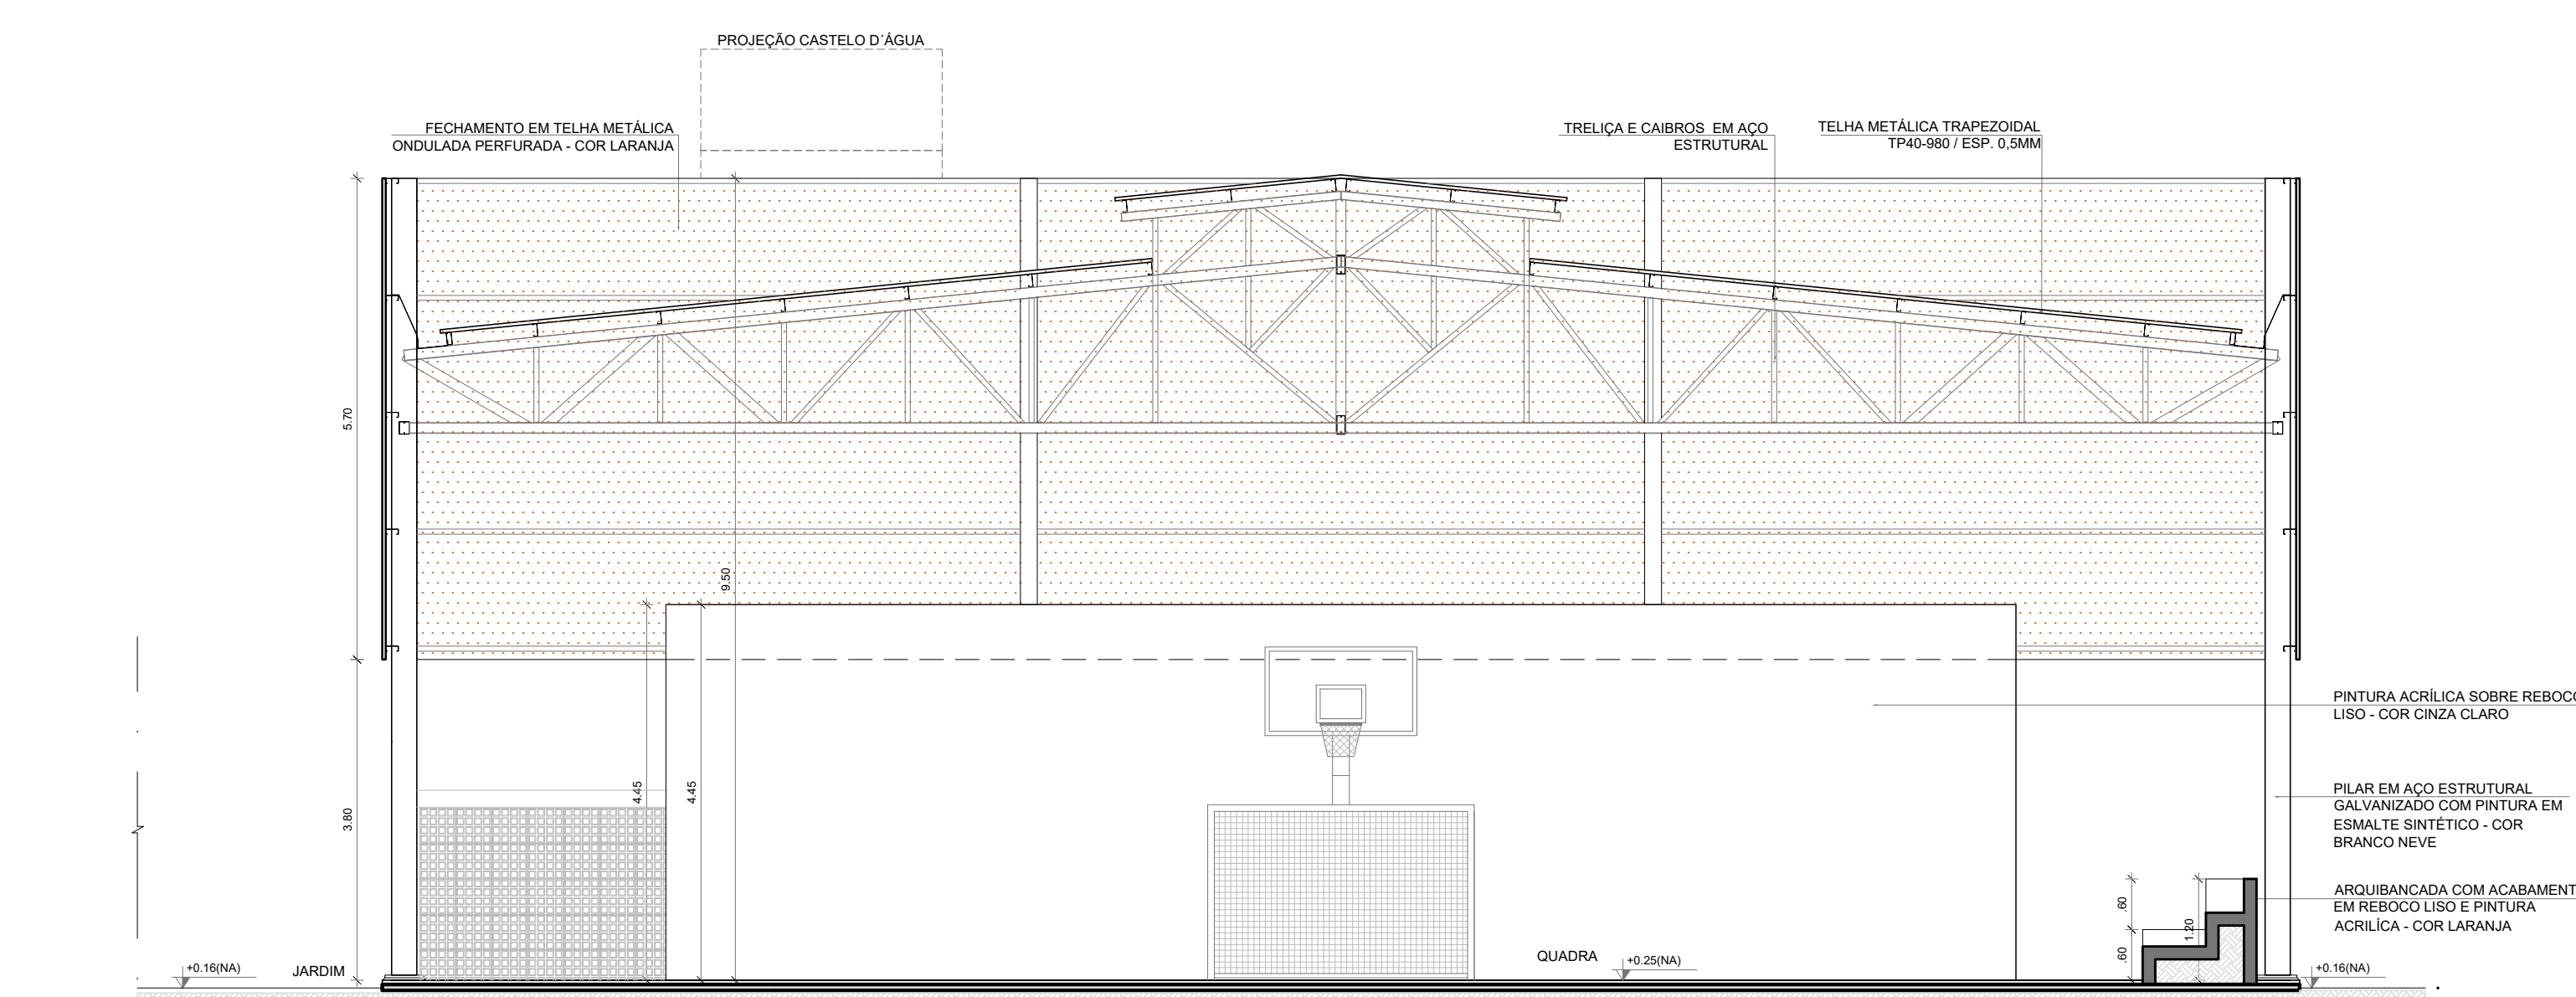 PROJEÇÃO CASTELO D´ÁGUA
FECHAMENTO EM TELHA METÁLICA
ONDULADA PERFURADA - COR LARANJA
TRELIÇA E CAIBROS EM AÇO
ESTRUTURAL
TELHA METÁLICA TRAPEZOIDAL
TP40-980 / ESP. 0,5MM
5.70
9.50
4.45
4.45
3.80
PINTURA ACRÍLICA SOBRE REBOCO
LISO - COR CINZA CLARO
PILAR EM AÇO ESTRUTURAL
GALVANIZADO COM PINTURA EM
ESMALTE SINTÉTICO - COR
BRANCO NEVE
ARQUIBANCADA COM ACABAMENT
EM REBOCO LISO E PINTURA
ACRILÍCA - COR LARANJA
.60
1.20
.60
+0.16(NA)
JARDIM
QUADRA
+0.25(NA)
+0.16(NA)